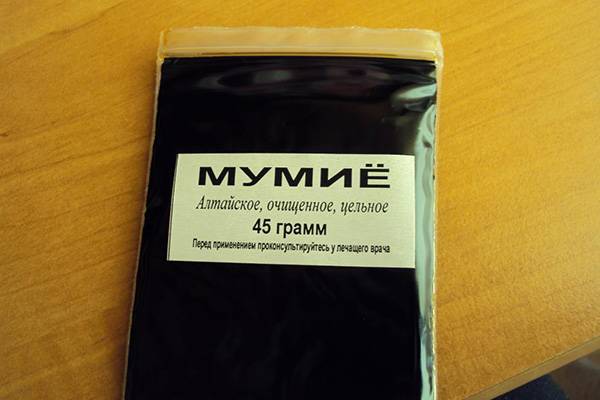 МУМИЁ
Алтайское, очищенное, цельное
45 грамм
Перед применением проконсультируйтесь у лечащего врача